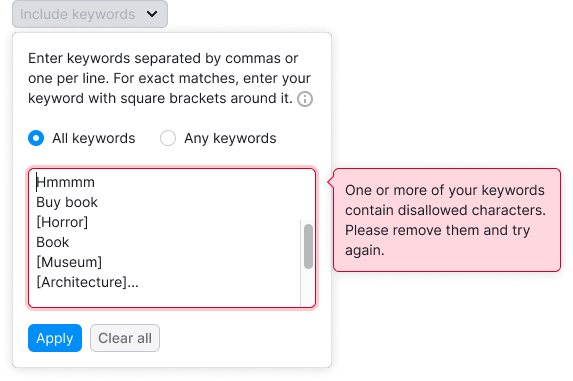 Include keywords
Enter keywords separated by commas or
one per line. For exact matches, enter your
keyword with square brackets around it.
All keywords
Any keywords
Hmmmm
Buy book
[Horror]
Book
[Museum]
[Architecture]...
One or more of your keywords
contain disallowed characters.
Please remove them and try
again.
Apply
Clear all